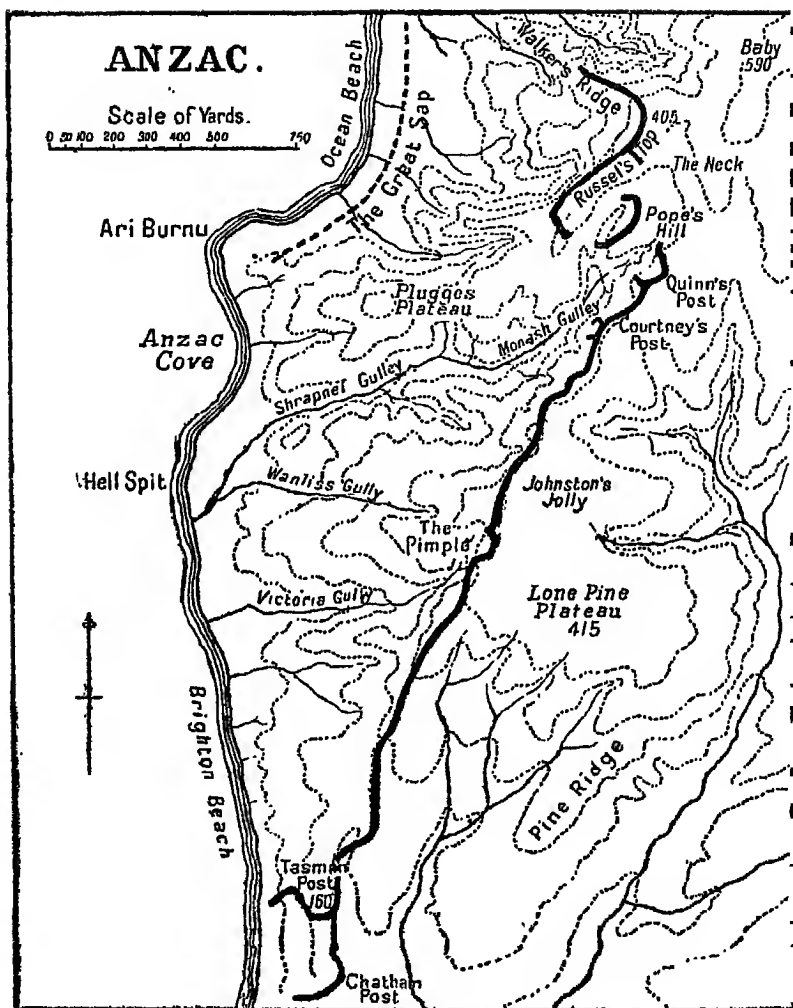 ANZAC.
Scale of Yards.
0 50 100 200 300 400 500 750
Ocean Beach
The Great Sap
Walker's Ridge
Baby
590
405
Russel's Top
The Neck
Pope's
Hill
Ari Burnu
Quinn's
Post
Pluggos
Plateau
Monash Gulley
Courtney's
Post
Anzac
Cove
Shrapnel Gulley
Hell Spit
Wanliss Gully
Johnston's
Jolly
The
Pimple
Victoria Gully
Lone Pine
Plateau
415
Brighton Beach
Pine Ridge
Tasman
Post
160
Chatham
Post